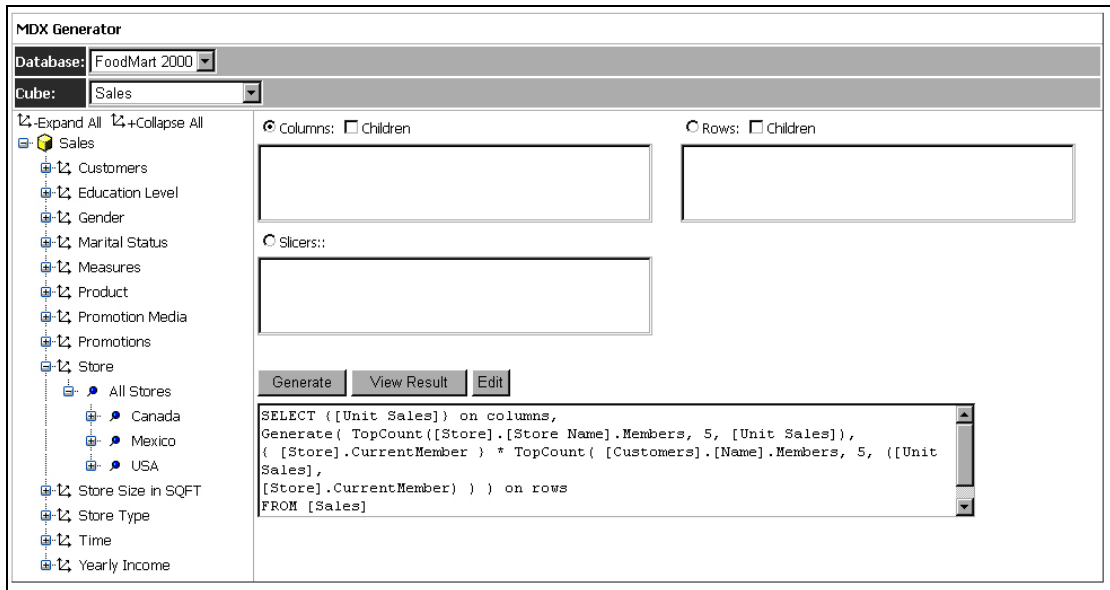 MDX Generator
Database: FoodMart 2000
Cube: Sales
-Expand All +Collapse All
Sales
Customers
Education Level
Gender
Marital Status
Measures
Product
Promotion Media
Promotions
Store
All Stores
Canada
Mexico
USA
Store Size in SQFT
Store Type
Time
Yearly Income
Columns: Children
Rows: Children
Slicers::
Generate View Result Edit
SELECT {[Unit Sales]} on columns,
Generate( TopCount([Store].[Store Name].Members, 5, [Unit Sales]),
{ [Store].CurrentMember } * TopCount( [Customers].[Name].Members, 5, ([Unit
Sales],
[Store].CurrentMember) ) ) on rows
FROM [Sales]